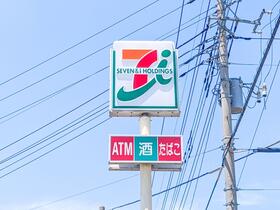 SEVEN & i HOLDINGS
ATM 酒 たばこ